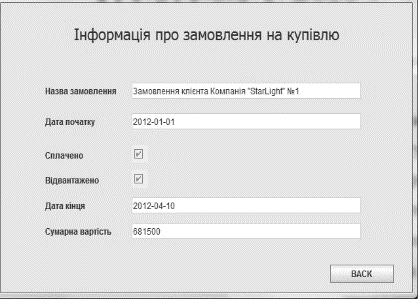 Інформація про замовлення на купівлю
Назва замовлення Замовлення клієнта Компанія "StarLight" №1
Дата початку 2012-01-01
Сплачено
Відвантажено
Дата кінця 2012-04-10
Сумарна вартість 681500
BACK